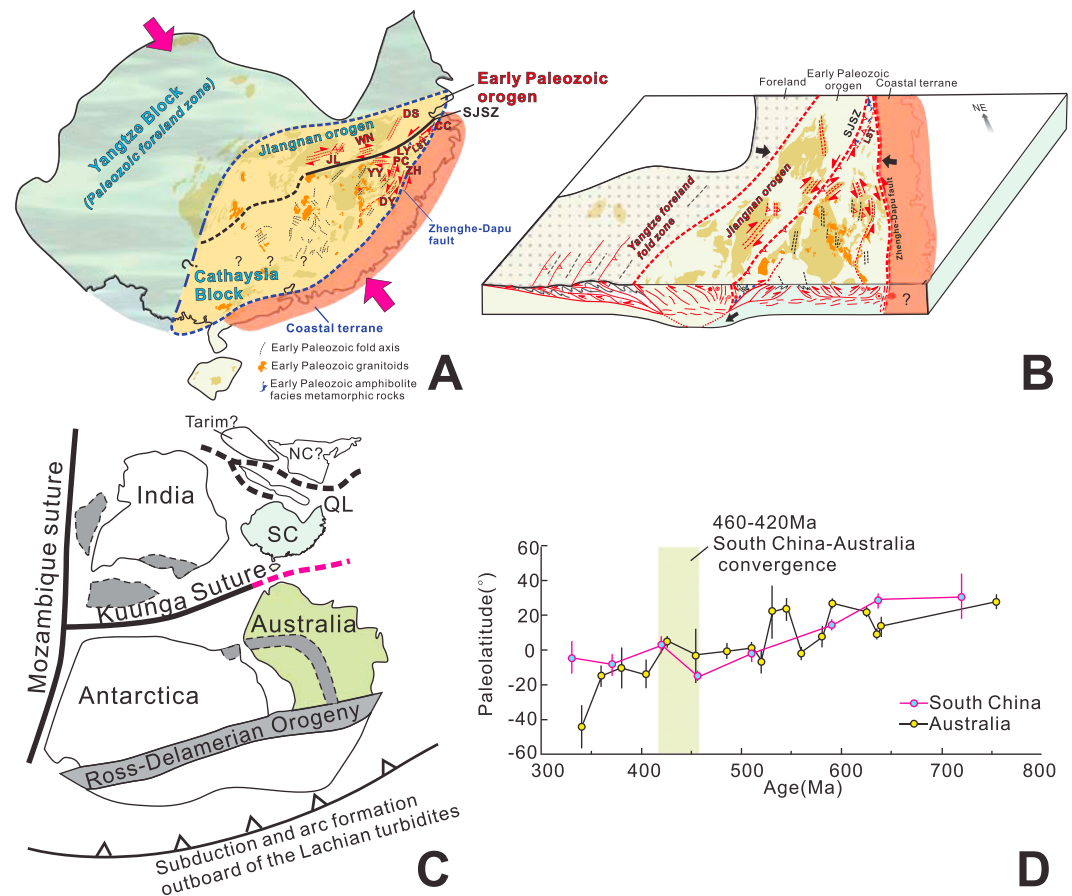 Early Paleozoic
orogen
SJSZ
Yangtze Block
(Paleozoic foreland zone)
Jiangnan orogen
DS
WN
CC
JL
LY
LST
PC
YY
ZH
DY
Zhenghe-Dapu
fault
? ? ?
Cathaysia
Block
Coastal terrane
Early Paleozoic fold axis
Early Paleozoic granitoids
Early Paleozoic amphibolite
facies metamorphic rocks
A
Foreland
Early Paleozoic
orogen
Coastal terrane
NE
SJSZ
LST
Jiangnan orogen
Yangtze foreland
fold zone
Zhenghe-Dapu fault
?
B
Tarim?
NC?
QL
India
SC
Mozambique suture
Kuunga Suture
Australia
Antarctica
Ross-Delamerian Orogeny
Subduction and arc formation
outboard of the Lachian turbidites
C
460-420Ma
South China-Australia
convergence
Paleolatitude(°)
60
40
20
0
-20
-40
-60
South China
Australia
300 400 500 600 700 800
Age(Ma)
D